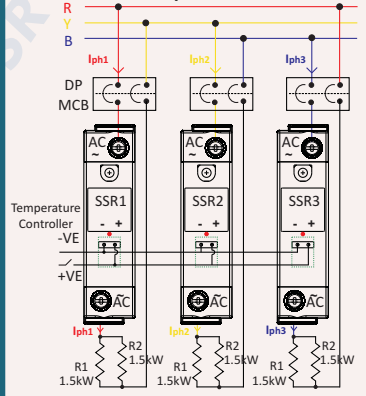 R
Y
B
Iph1
Iph2
Iph3
DP
MCB
AC
~
AC
~
AC
~
SSR1
SSR2
SSR3
- +
- +
- +
Temperature
Controller
-VE
+VE
~
AC
~
AC
~
AC
Iph1
Iph2
Iph3
R2
1.5kW
R1
1.5kW
R2
1.5kW
R1
1.5kW
R2
1.5kW
R1
1.5kW
SSR